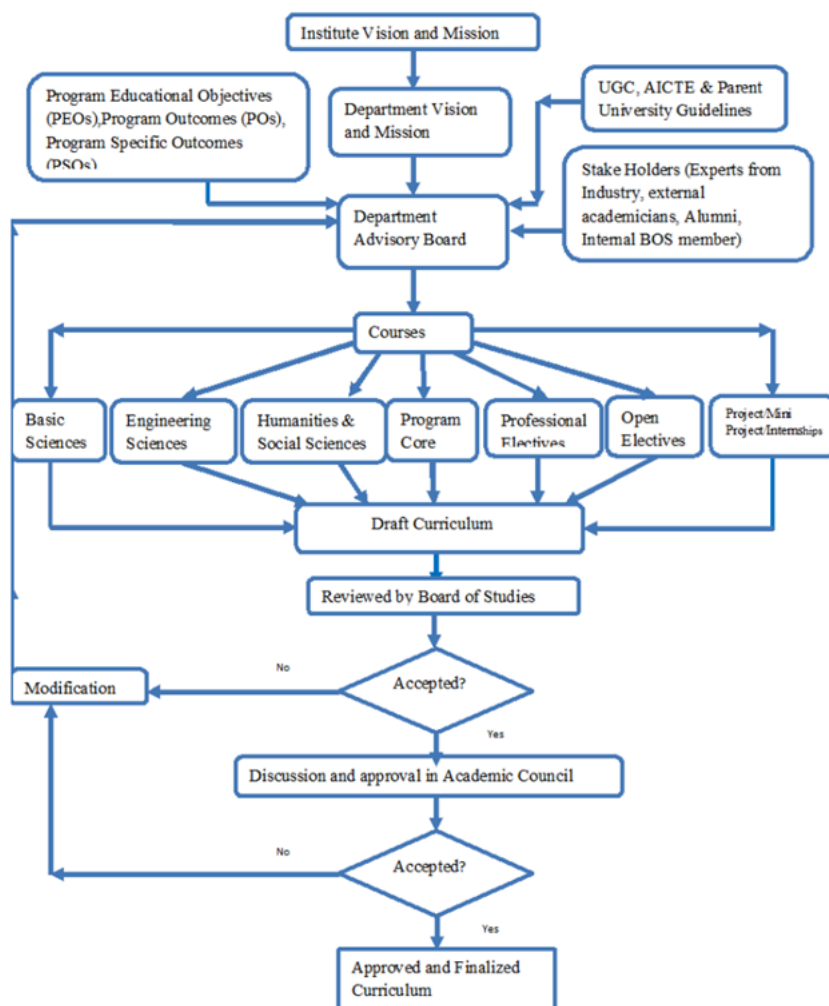 Institute Vision and Mission
Program Educational Objectives
(PEOs),Program Outcomes (POs),
Program Specific Outcomes
(PSOs)
Department Vision
and Mission
UGC, AICTE & Parent
University Guidelines
Stake Holders (Experts from
Industry, external
academicians, Alumni,
Internal BOS member)
Department
Advisory Board
Courses
Basic
Sciences
Engineering
Sciences
Humanities &
Social Sciences
Program
Core
Professional
Electives
Open
Electives
Project/Mini
Project/Internships
Draft Curriculum
Reviewed by Board of Studies
No
Accepted?
Modification
Yes
Discussion and approval in Academic Council
No
Accepted?
Yes
Approved and Finalized
Curriculum